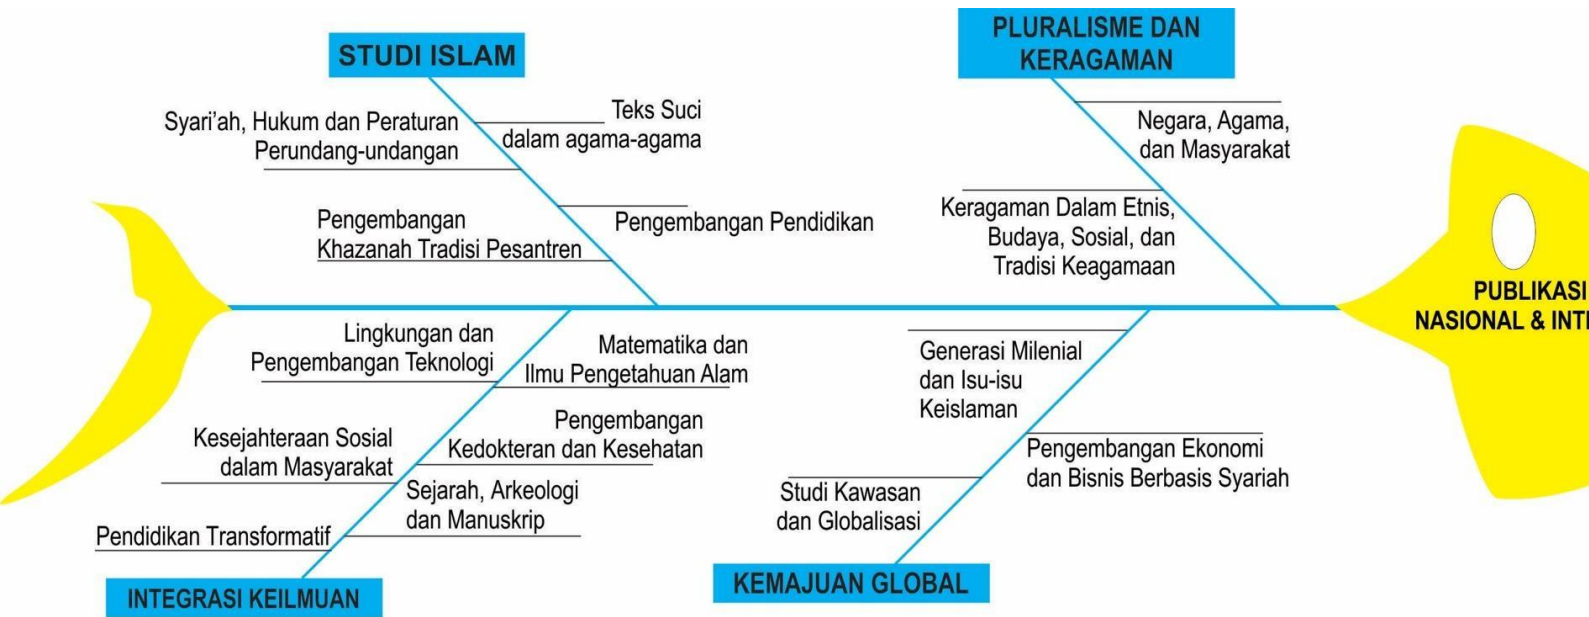 STUDI ISLAM
Syari’ah, Hukum dan Peraturan
Perundang-undangan
Teks Suci
dalam agama-agama
Pengembangan
Khazanah Tradisi Pesantren
Pengembangan Pendidikan
PLURALISME DAN
KERAGAMAN
Negara, Agama,
dan Masyarakat
Keragaman Dalam Etnis,
Budaya, Sosial, dan
Tradisi Keagamaan
PUBLIKASI
NASIONAL &
Lingkungan dan
Pengembangan Teknologi
Matematika dan
Ilmu Pengetahuan Alam
Kesejahteraan Sosial
dalam Masyarakat
Pengembangan
Kedokteran dan Kesehatan
Sejarah, Arkeologi
dan Manuskrip
Pendidikan Transformatif
INTEGRASI KEILMUAN
Generasi Milenial
dan Isu-isu
Keislaman
Pengembangan Ekonomi
dan Bisnis Berbasis Syariah
Studi Kawasan
dan Globalisasi
KEMAJUAN GLOBAL